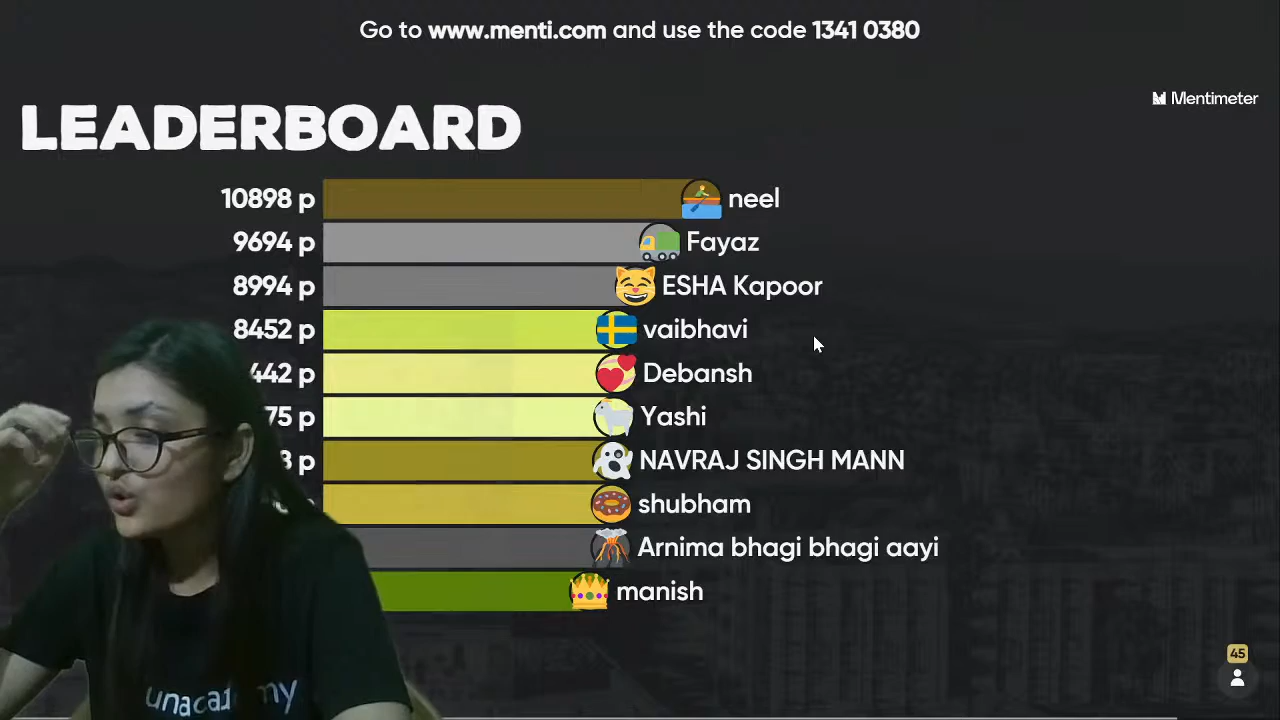 Go to www.menti.com and use the code 1341 0380
Mentimeter
LEADERBOARD
10898 p neel
9694 p Fayaz
8994 p ESHA Kapoor
8452 p vaibhavi
442 p Debansh
75 p Yashi
p NAVRAJ SINGH MANN
shubham
Arnima bhagi bhagi aayi
manish
45
unacademy